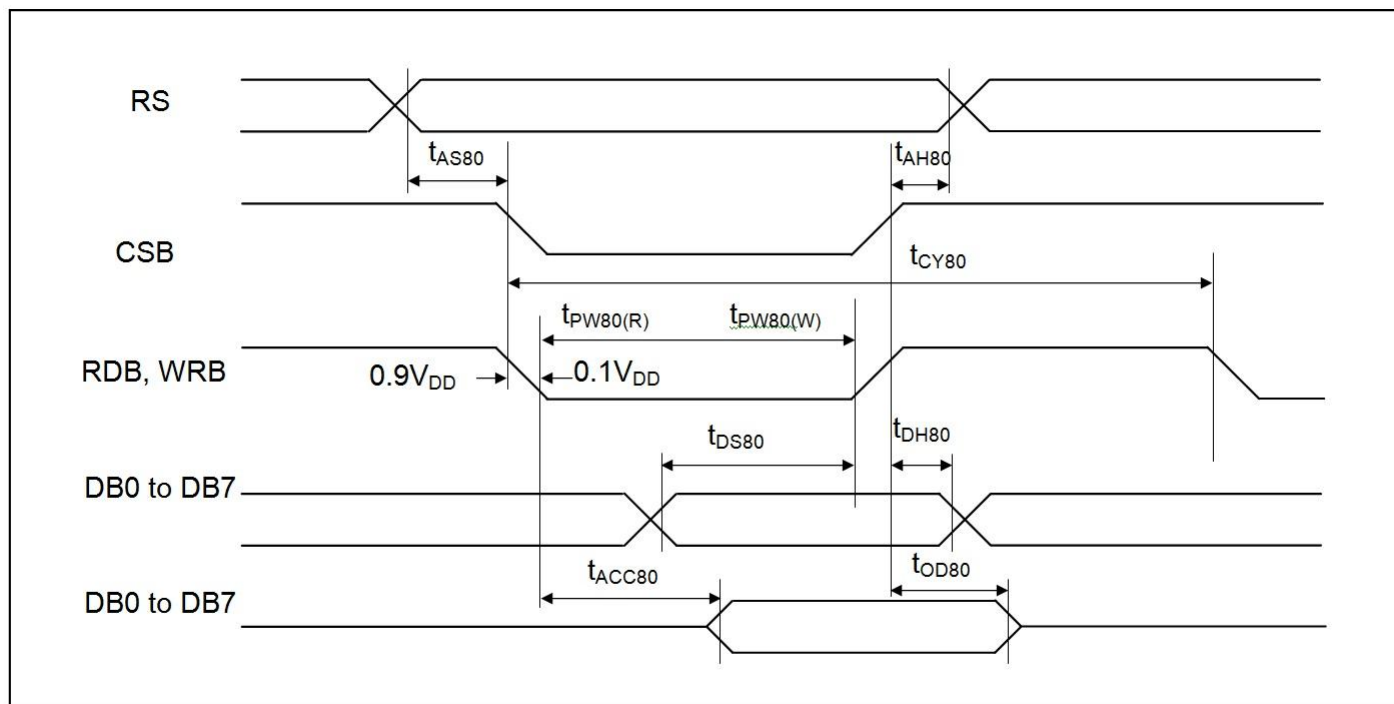 RS
tAS80
tAH80
CSB
tCY80
tPW80(R)
tPW80(W)
RDB, WRB
0.9VDD
0.1VDD
tDS80
tDH80
DB0 to DB7
tACC80
tOD80
DB0 to DB7